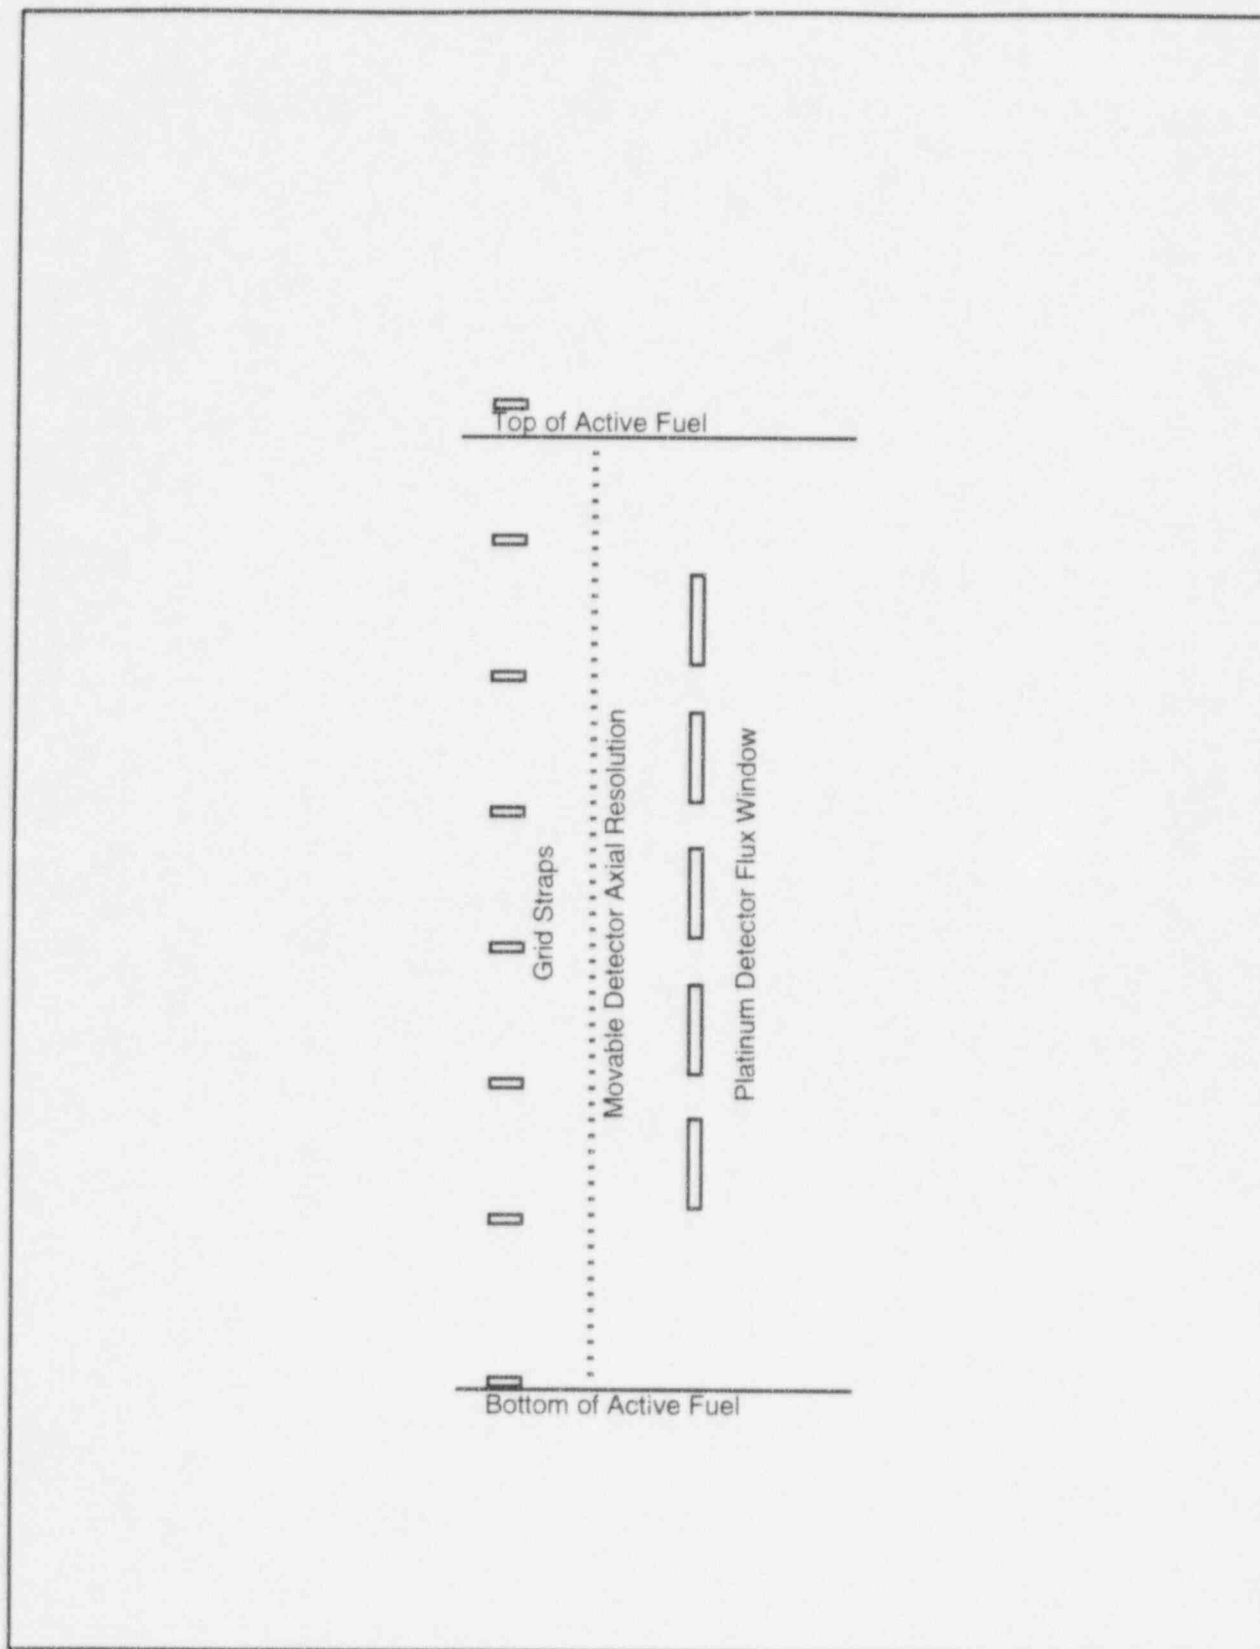 Top of Active Fuel
Grid Straps
Movable Detector Axial Resolution
Platinum Detector Flux Window
Bottom of Active Fuel